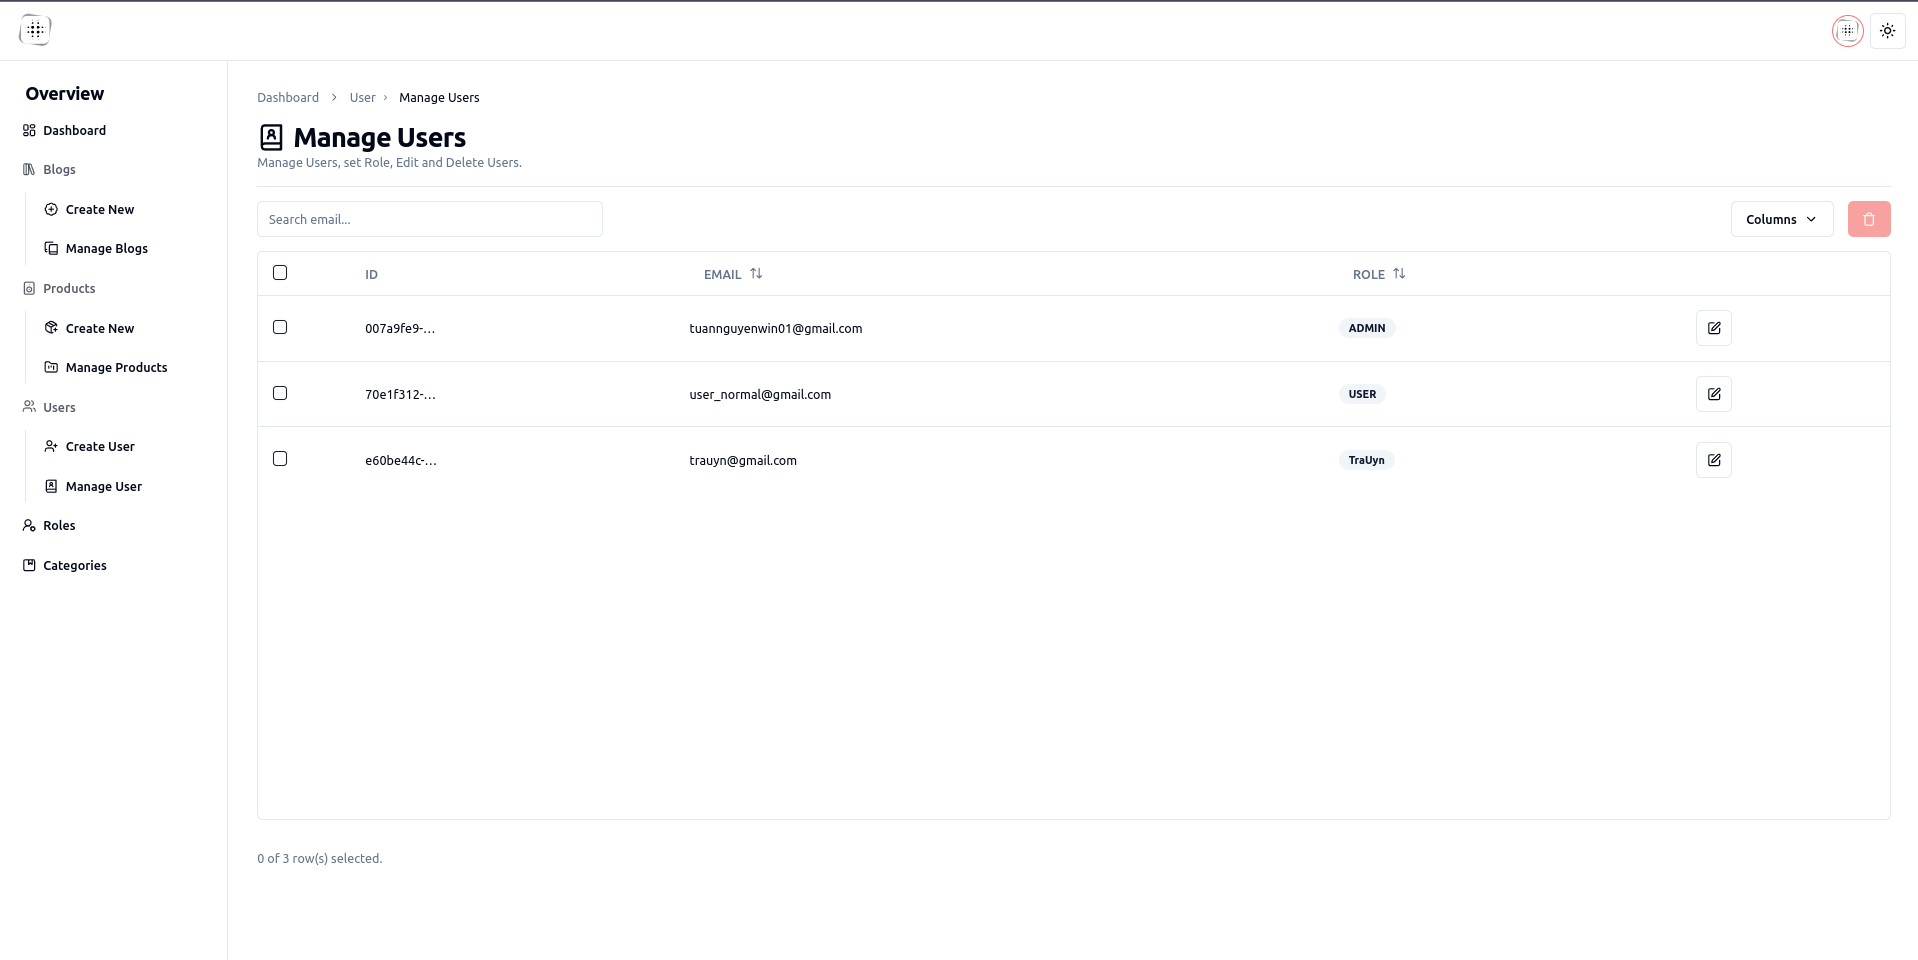 Overview
Dashboard
Blogs
Create New
Manage Blogs
Products
Create New
Manage Products
Users
Create User
Manage User
Roles
Categories
Dashboard > User > Manage Users
Manage Users
Manage Users, set Role, Edit and Delete Users.
Search email...
Columns
ID EMAIL ROLE
007a9fe9-... tuannguyenwin01@gmail.com ADMIN
70e1f312-... user_normal@gmail.com USER
e60be44c-... trauyn@gmail.com TraUyn
0 of 3 row(s) selected.